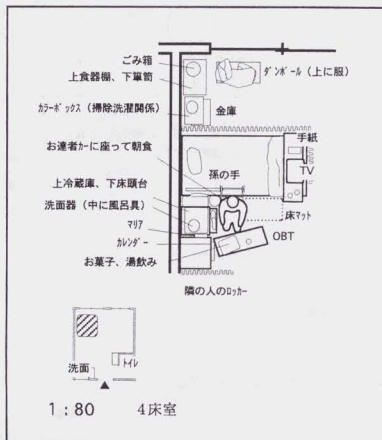 ごみ箱
上食器棚、下箪笥
ダンボール(上に服)
カラーボックス(掃除洗濯関係)
金庫
手紙
お達者カーに座って朝食
孫の手
TV
上冷蔵庫、下床頭台
洗面器(中に風呂具)
床マット
マリア
カレンダー
OBT
お菓子、湯飲み
隣の人のロッカー
洗面
トイレ
1:80 4床室